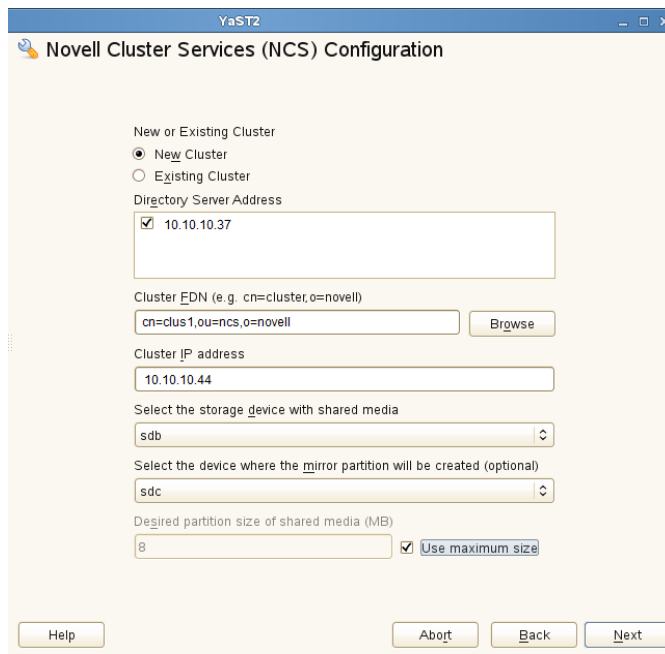 YaST2
Novell Cluster Services (NCS) Configuration
New or Existing Cluster
New Cluster
Existing Cluster
Directory Server Address
10.10.10.37
Cluster FDN (e.g. cn=cluster,o=novell)
cn=clus1,ou=ncs,o=novell
Browse
Cluster IP address
10.10.10.44
Select the storage device with shared media
sdb
Select the device where the mirror partition will be created (optional)
sdc
Desired partition size of shared media (MB)
8
Use maximum size
Help
Abort
Back
Next